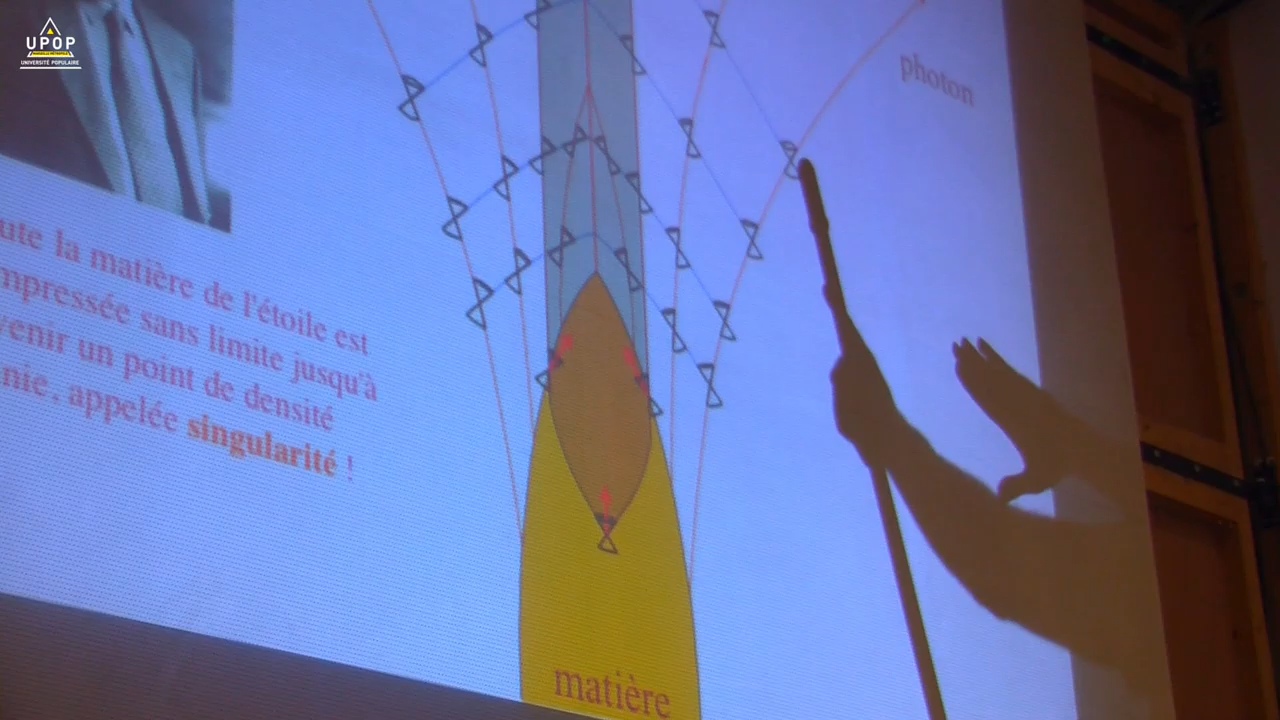 UPOP
UNIVERSITÉ POPULAIRE
photon
ute la matière de l'étoile est
mpressée sans limite jusqu'à
venir un point de densité
nie, appelée singularité !
matière